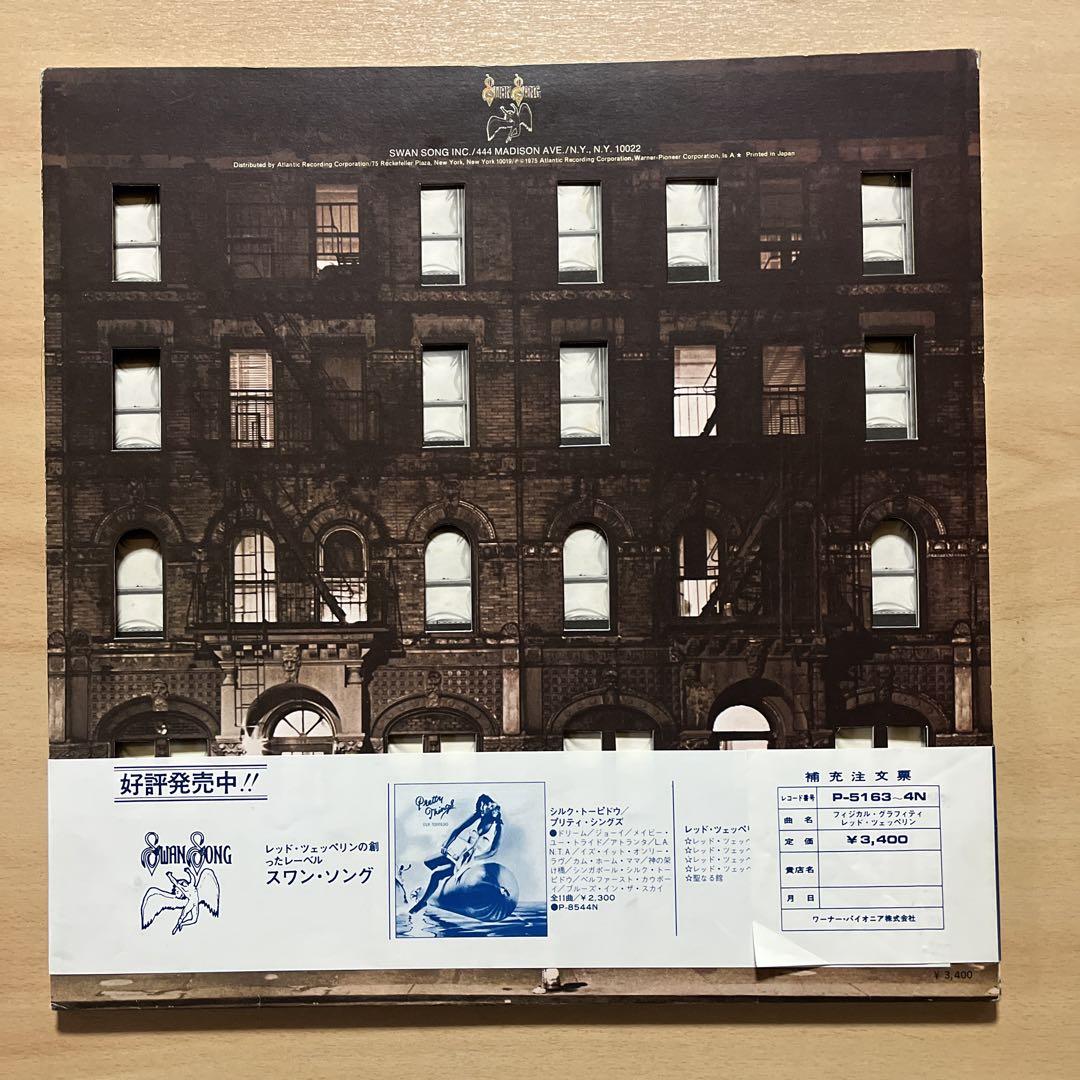 SWAN SONG
SWAN SONG INC./444 MADISON AVE./N.Y., N.Y. 10022
Distributed by Atlantic Recording Corporation/75 Rockefeller Plaza, New York, New York 10019/℗©1975 Atlantic Recording Corporation, Warner-Pioneer Corporation, Is A ★ Printed in Japan
好評発売中!!
SWAN SONG
レッド・ツェッペリンの創
ったレーベル
スワン・ソング
Pretty
Things
SILK TORPEDO
シルク・トーピドウ/
プリティ・シングズ
●ドリーム/ジョーイ/メイビー・
ユー・トライド/アトランタ/L.A.
N.T.A./イズ・イット・オンリー・
ラヴ/カム・ホーム・ママ/神の架
け橋/シンガポール・シルク・トー
ピドウ/ベルファースト・カウボー
イ/ブルーズ・イン・ザ・スカイ
全11曲/¥2,300
●P-8544N
レッド・ツェッペリ
☆レッド・ツェッペ
☆レッド・ツェッペ
☆レッド・ツェッペ
☆レッド・ツェッペ
☆聖なる館
補充注文票
レコード番号 P-5163~4N
曲名 フィジカル・グラフィティ
レッド・ツェッペリン
定価 ¥3,400
貴店名
月日
ワーナー・パイオニア株式会社
¥3,400